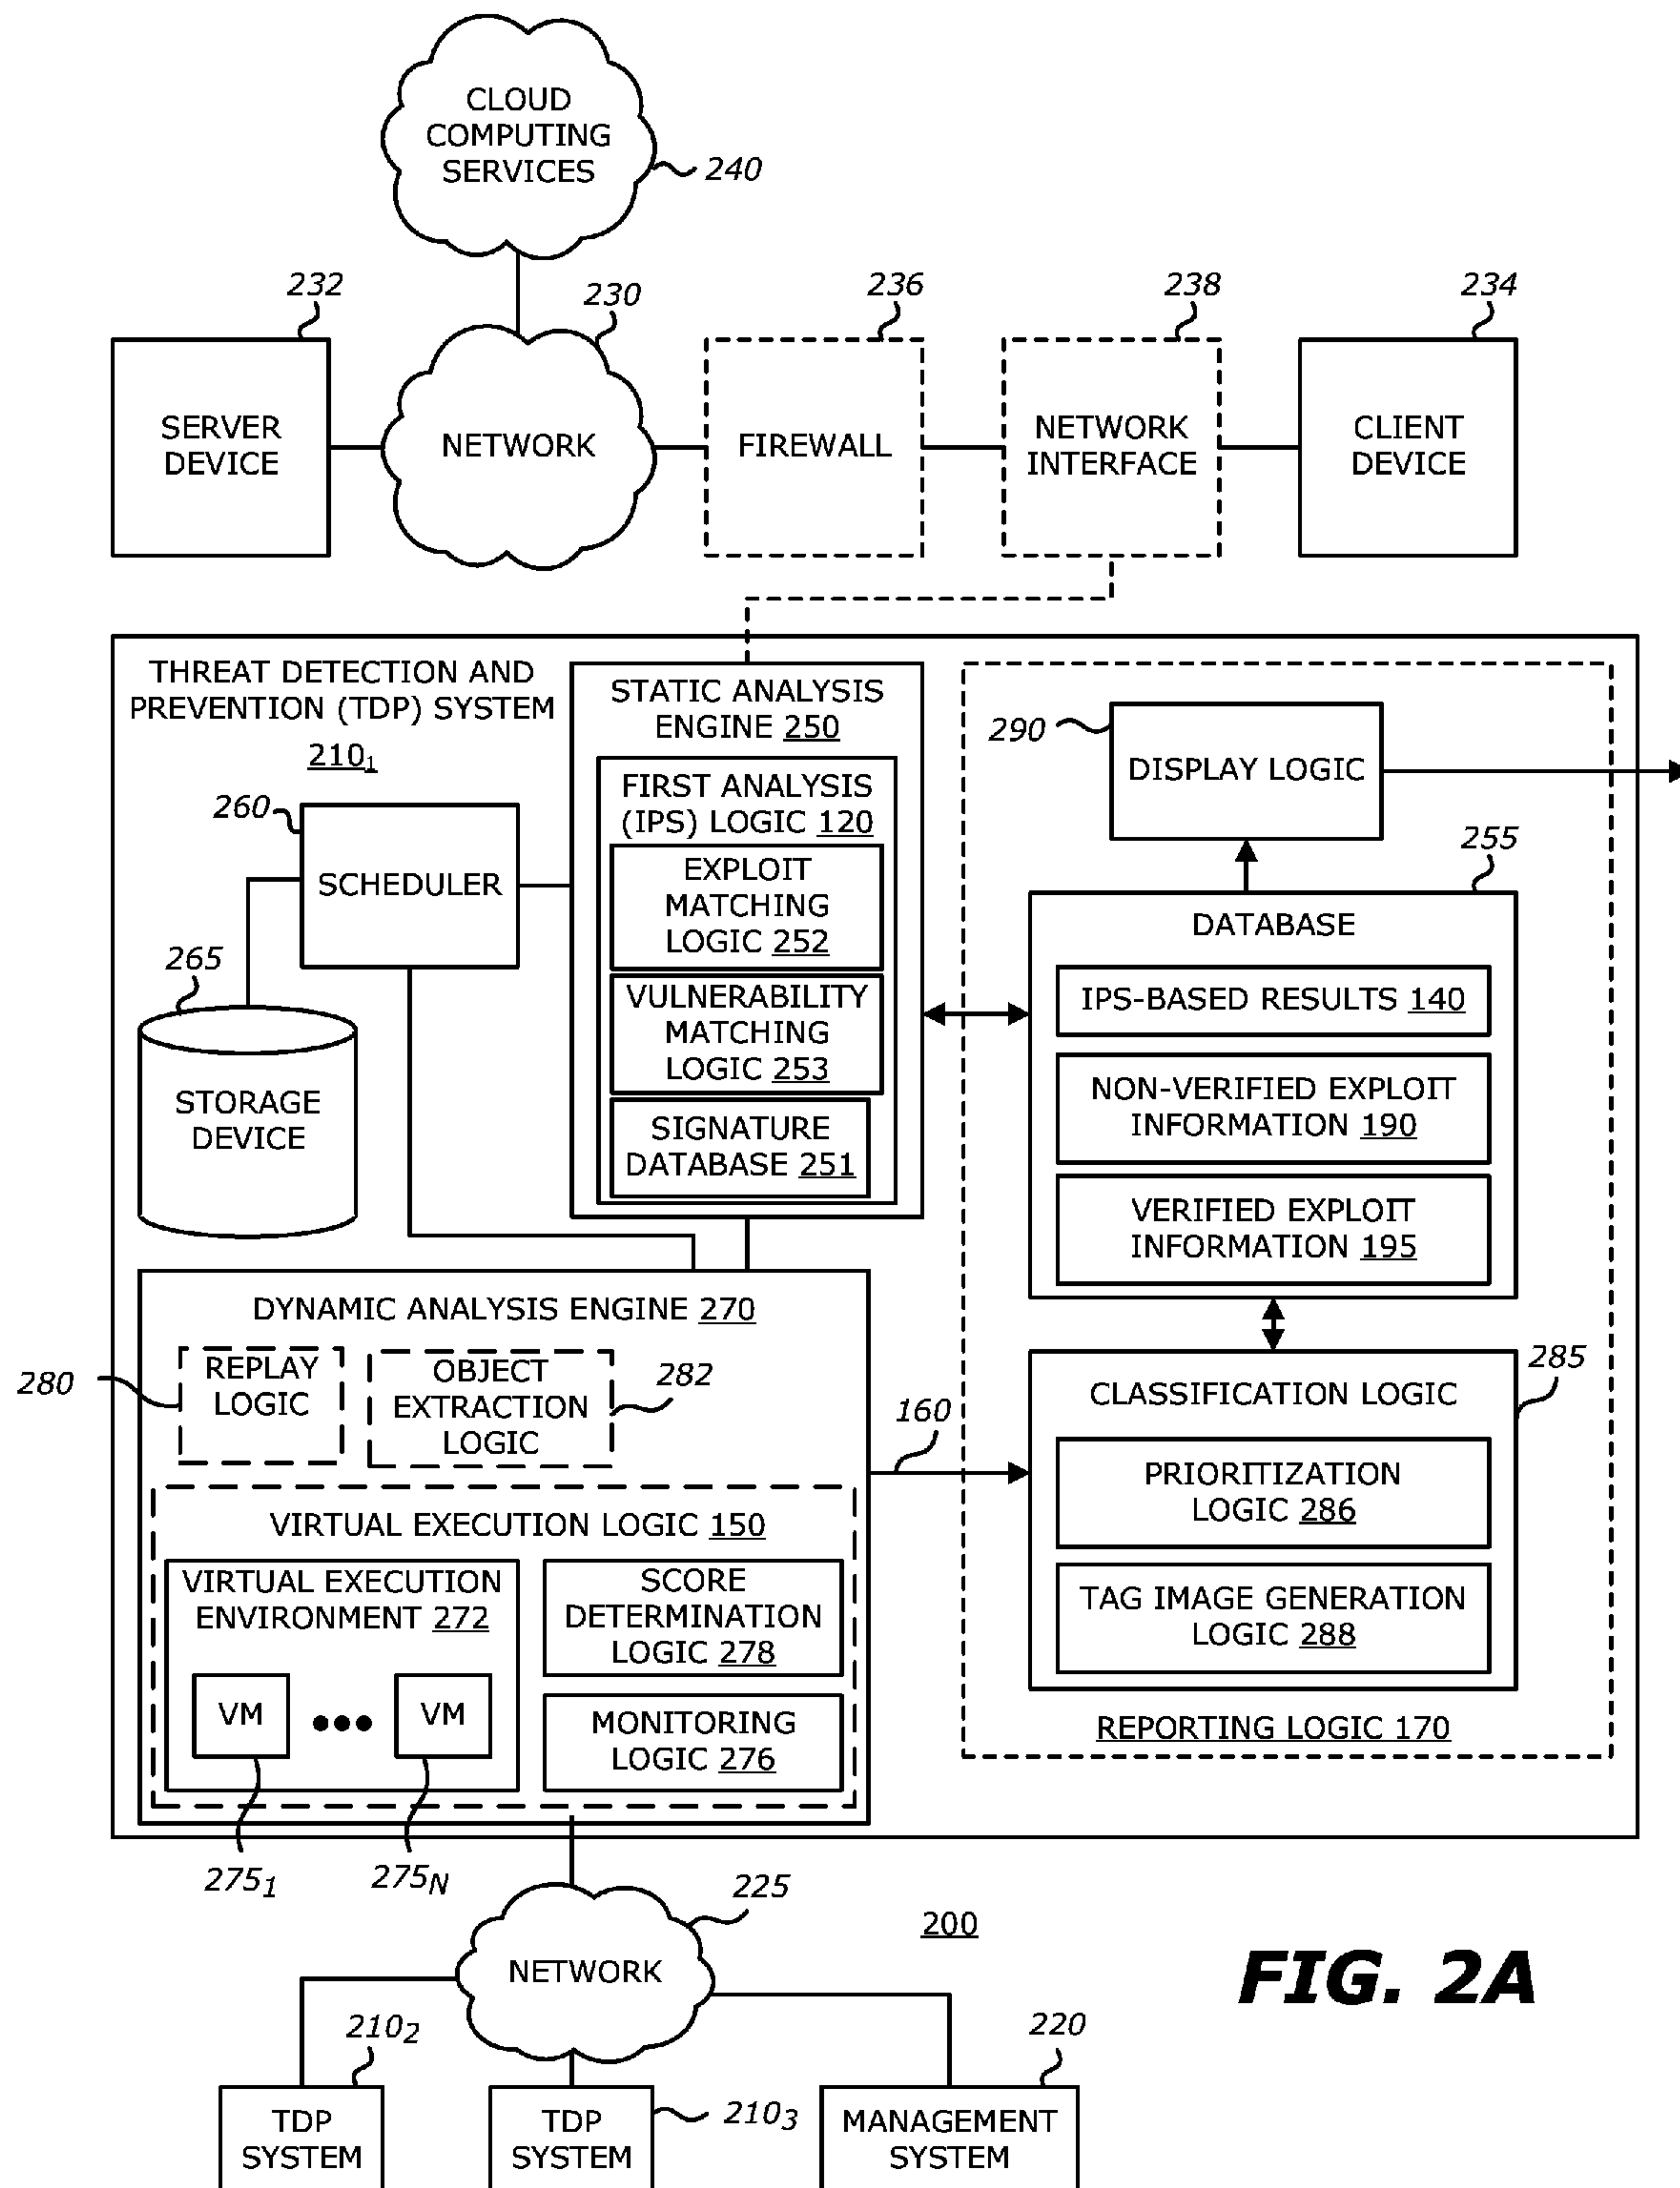 CLOUD
COMPUTING
SERVICES
240
232
230
236
238
234
SERVER
DEVICE
NETWORK
FIREWALL
NETWORK
INTERFACE
CLIENT
DEVICE
THREAT DETECTION AND
PREVENTION (TDP) SYSTEM
210₁
STATIC ANALYSIS
ENGINE 250
FIRST ANALYSIS
(IPS) LOGIC 120
EXPLOIT
MATCHING
LOGIC 252
VULNERABILITY
MATCHING
LOGIC 253
SIGNATURE
DATABASE 251
260
SCHEDULER
265
STORAGE
DEVICE
290
DISPLAY LOGIC
255
DATABASE
IPS-BASED RESULTS 140
NON-VERIFIED EXPLOIT
INFORMATION 190
VERIFIED EXPLOIT
INFORMATION 195
DYNAMIC ANALYSIS ENGINE 270
280
REPLAY
LOGIC
OBJECT
EXTRACTION
LOGIC
282
160
285
CLASSIFICATION LOGIC
PRIORITIZATION
LOGIC 286
TAG IMAGE GENERATION
LOGIC 288
REPORTING LOGIC 170
VIRTUAL EXECUTION LOGIC 150
VIRTUAL EXECUTION
ENVIRONMENT 272
VM
VM
SCORE
DETERMINATION
LOGIC 278
MONITORING
LOGIC 276
275₁
275N
225
NETWORK
200
FIG. 2A
210₂
210₃
220
TDP
SYSTEM
TDP
SYSTEM
MANAGEMENT
SYSTEM